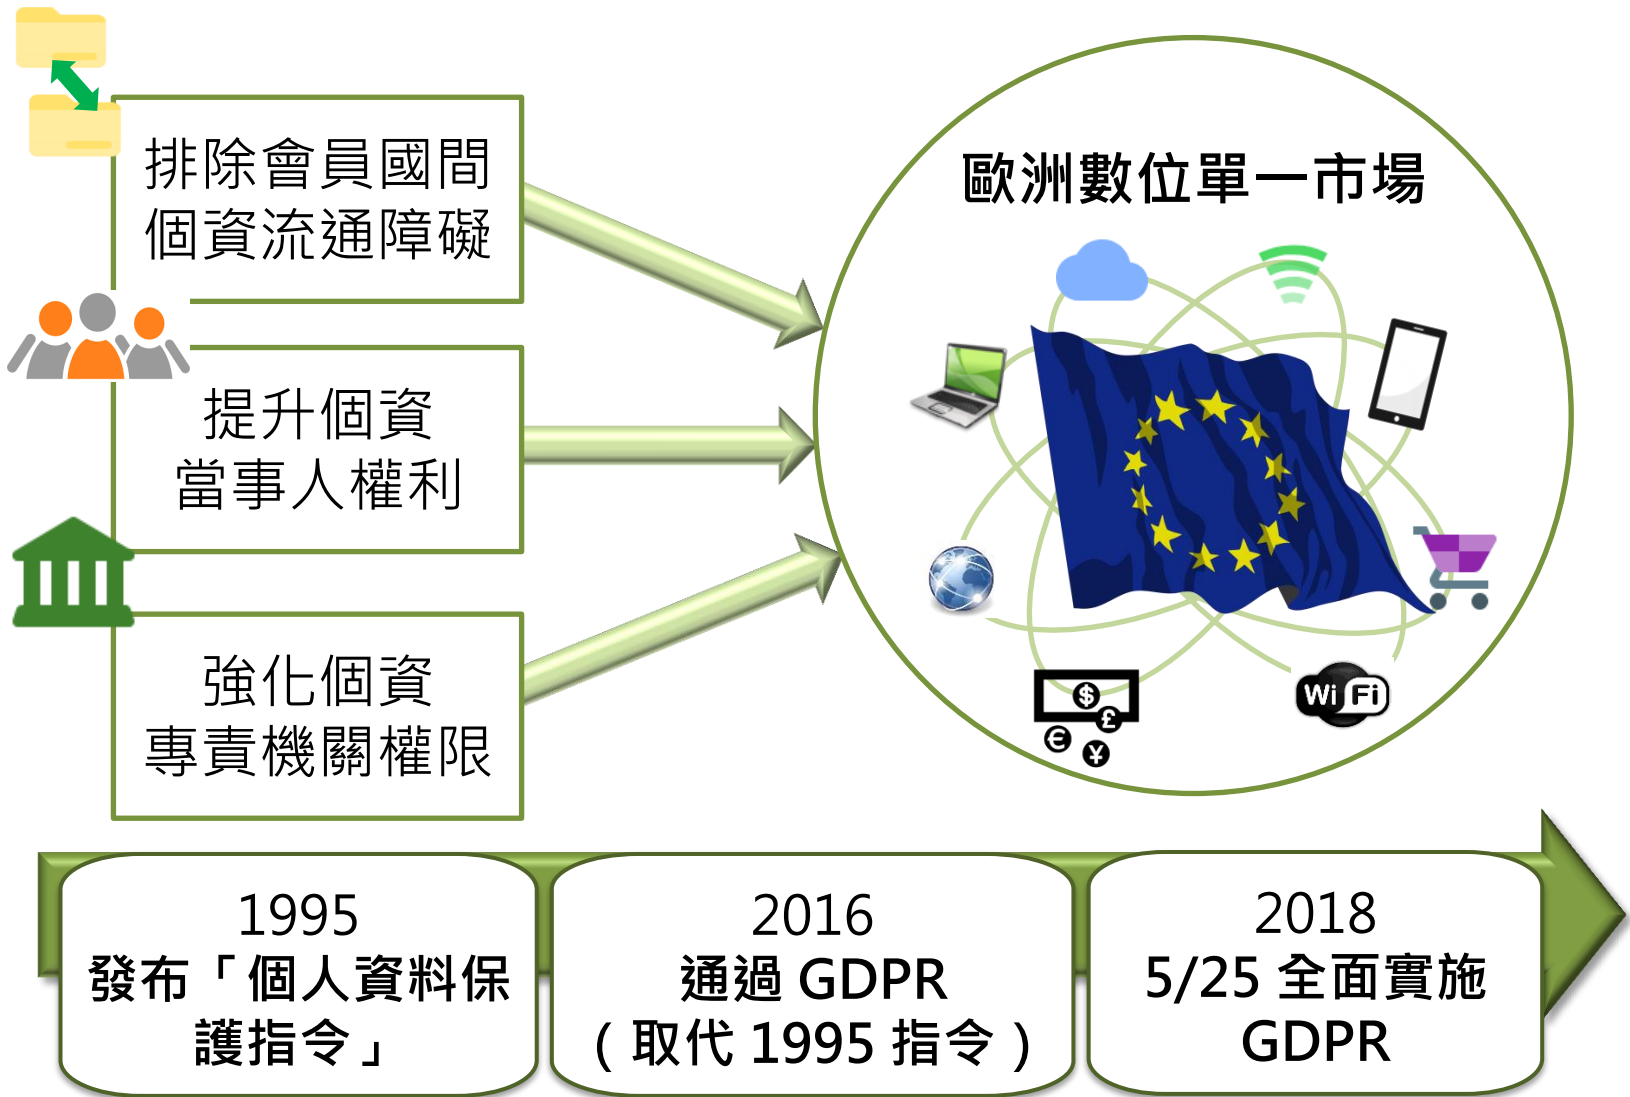 排除會員國間
個資流通障礙
提升個資
當事人權利
強化個資
專責機關權限
歐洲數位單一市場
$
£
€
¥
Wi Fi
1995
發布「個人資料保
護指令」
2016
通過 GDPR
(取代 1995 指令)
2018
5/25 全面實施
GDPR